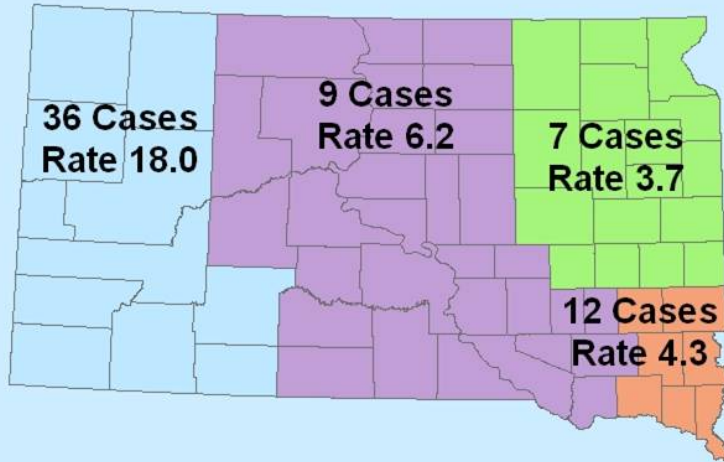 36 Cases
Rate 18.0
9 Cases
Rate 6.2
7 Cases
Rate 3.7
12 Cases
Rate 4.3